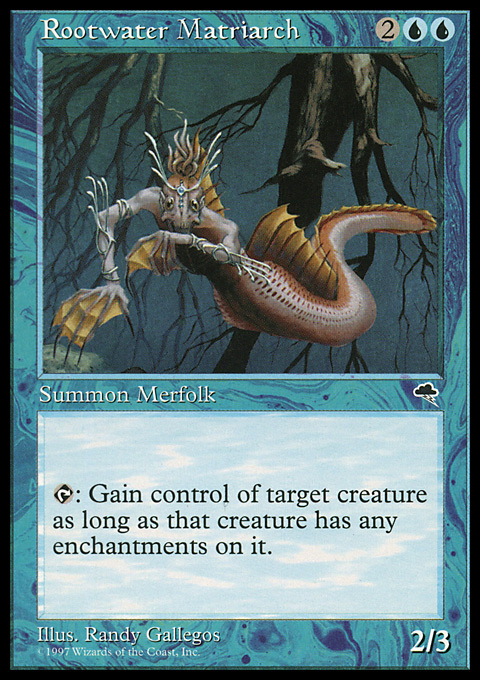 Rootwater Matriarch 2
Summon Merfolk
: Gain control of target creature
as long as that creature has any
enchantments on it.
Illus. Randy Gallegos
©1997 Wizards of the Coast, Inc.
2/3